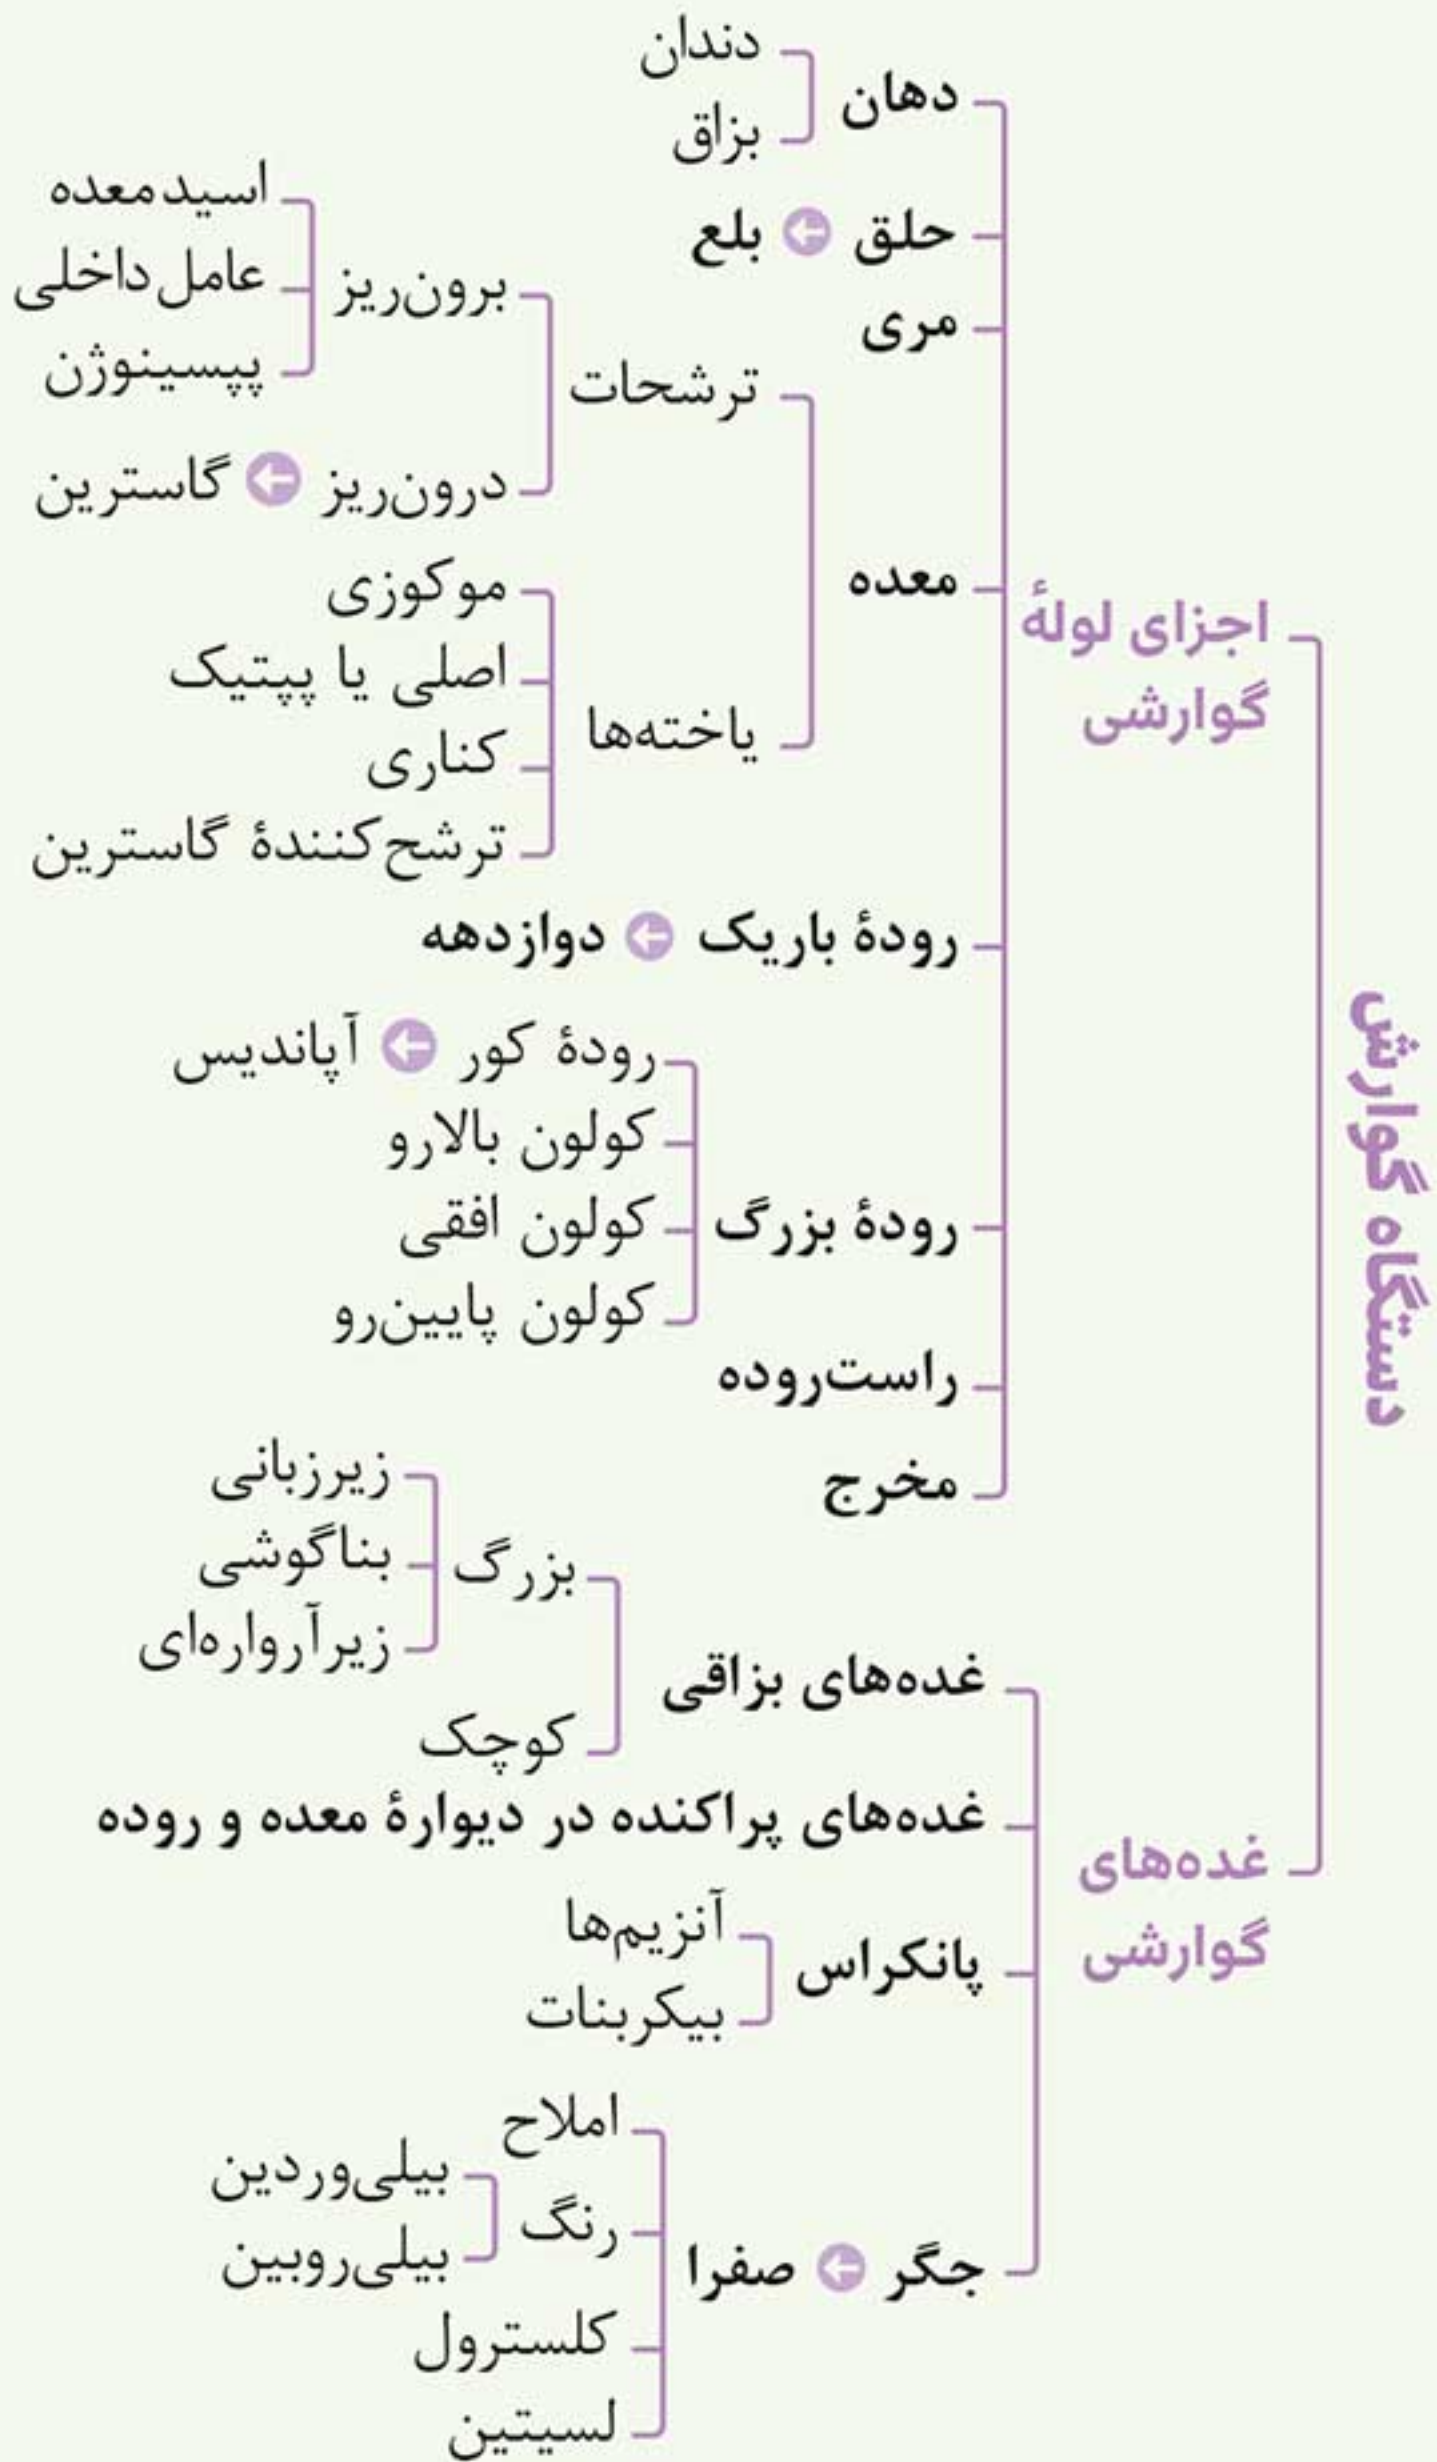 دستگاه گوارش
اجزای لولهٔ
گوارشی
دهان
دندان
بزاق
حلق
بلع
مری
معده
ترشحات
برون‌ریز
اسید معده
عامل داخلی
پپسینوژن
درون‌ریز
گاسترین
یاخته‌ها
موکوزی
اصلی یا پپتیک
کناری
ترشح‌کنندهٔ گاسترین
رودهٔ باریک
دوازدهه
رودهٔ بزرگ
رودهٔ کور
آپاندیس
کولون بالارو
کولون افقی
کولون پایین‌رو
راست‌روده
مخرج
غده‌های
گوارشی
غده‌های بزاقی
بزرگ
زیرزبانی
بناگوشی
زیرآرواره‌ای
کوچک
غده‌های پراکنده در دیوارهٔ معده و روده
پانکراس
آنزیم‌ها
بیکربنات
جگر
صفرا
املاح
رنگ
بیلی‌وردین
بیلی‌روبین
کلسترول
لسیتین